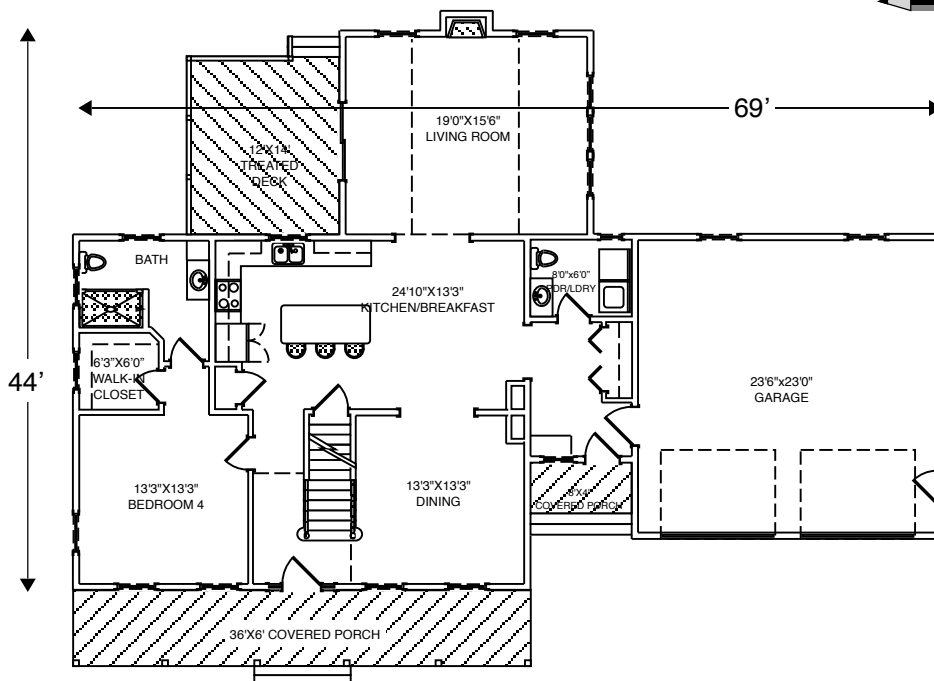 69’
19'0"X15'6"
LIVING ROOM
12'X14'
TREATED
DECK
BATH
8'0"x6'0"
PDR/LDRY
24'10"X13'3"
KITCHEN/BREAKFAST
6'3"X6'0"
WALK-IN
CLOSET
44’
23'6"x23'0"
GARAGE
13'3"X13'3"
BEDROOM 4
13'3"X13'3"
DINING
8'X4'
COVERED PORCH
36'X6' COVERED PORCH